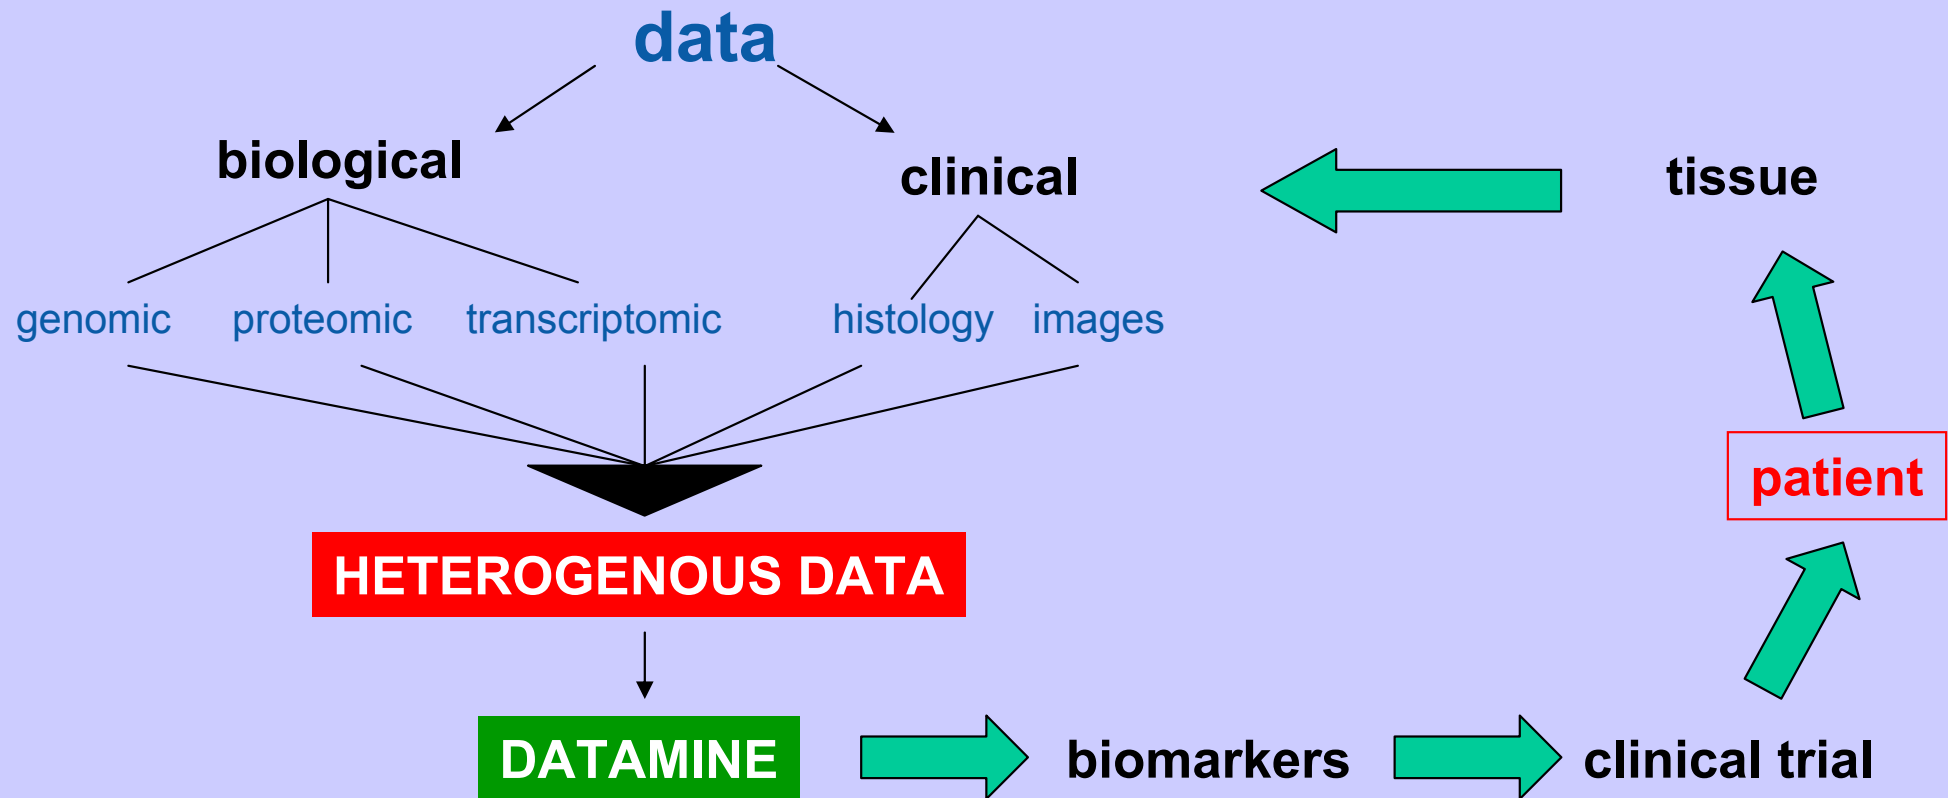 data
biological
clinical
tissue
genomic proteomic transcriptomic histology images
patient
HETEROGENOUS DATA
DATAMINE
biomarkers
clinical trial